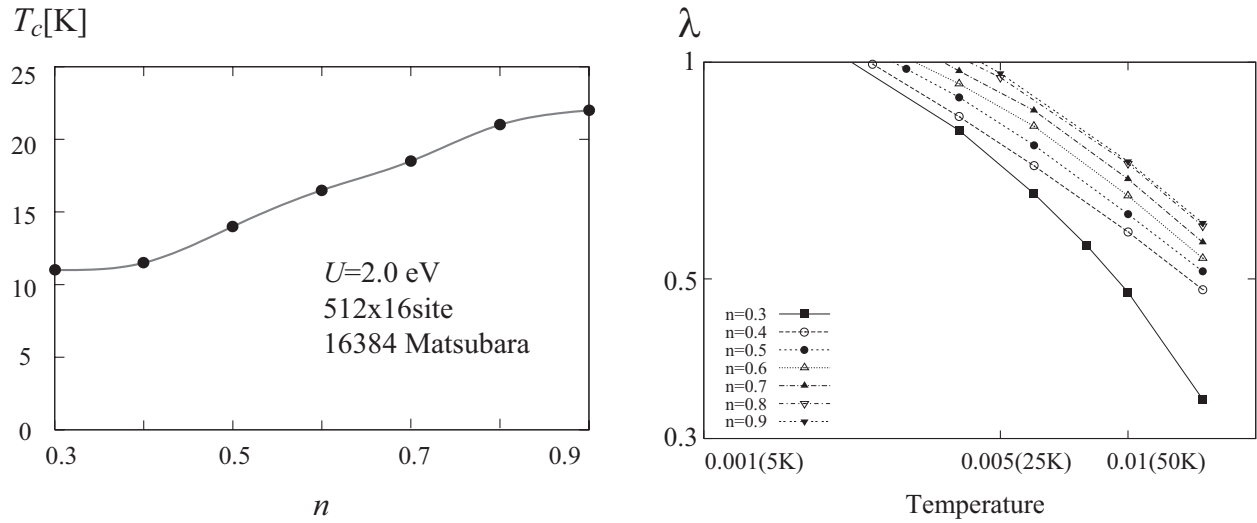 T_c[K]
25
20
15
10
5
0
0.3
0.5
0.7
0.9
n
U=2.0 eV
512x16site
16384 Matsubara
λ
1
0.5
0.3
n=0.3
n=0.4
n=0.5
n=0.6
n=0.7
n=0.8
n=0.9
0.001(5K)
0.005(25K)
0.01(50K)
Temperature